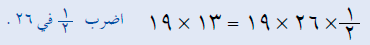 ١٩ × ١٣ = ١٩ × ٢٦ × ١/٢ اضرب ١/٢ في ٢٦ .